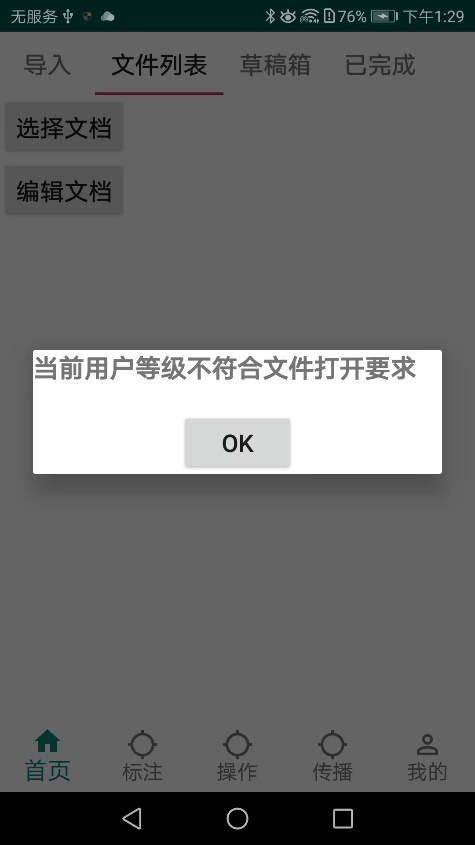 无服务 76% 下午1:29
导入 文件列表 草稿箱 已完成
选择文档
编辑文档
当前用户等级不符合文件打开要求
OK
首页 标注 操作 传播 我的